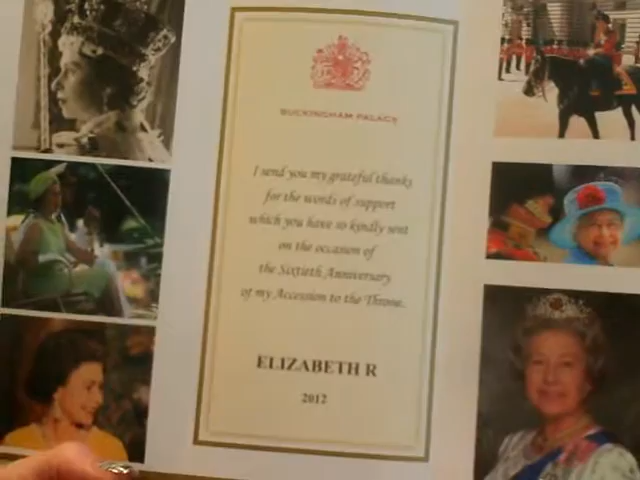 BUCKINGHAM PALACE
I send you my grateful thanks
for the words of support
which you have so kindly sent
on the occasion of
the Sixtieth Anniversary
of my Accession to the Throne.
ELIZABETH R
2012